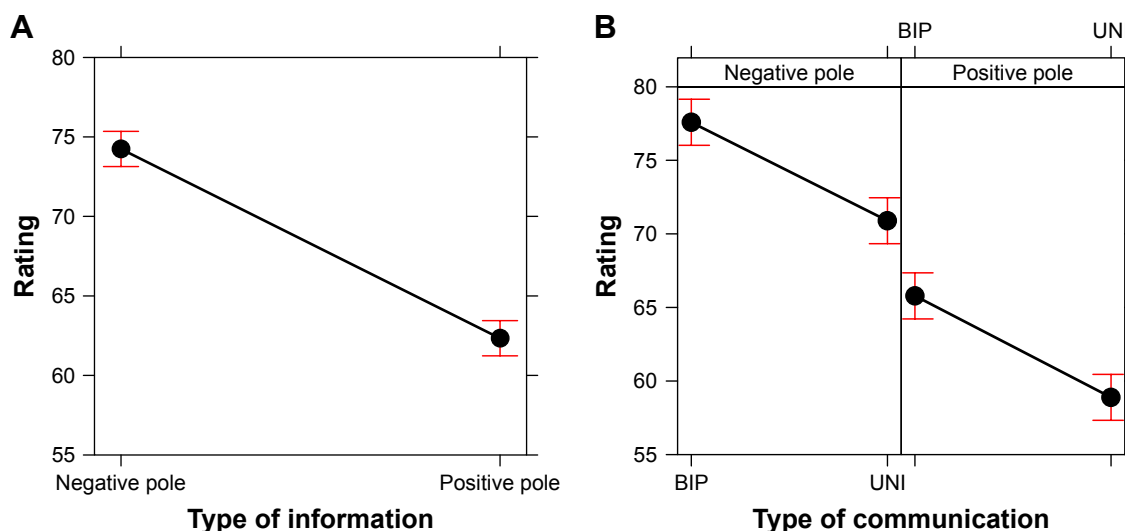 A
80
75
70
65
60
55
Rating
Negative pole
Positive pole
Type of information
B
BIP
UN
Negative pole
Positive pole
80
75
70
65
60
55
Rating
BIP
UNI
Type of communication